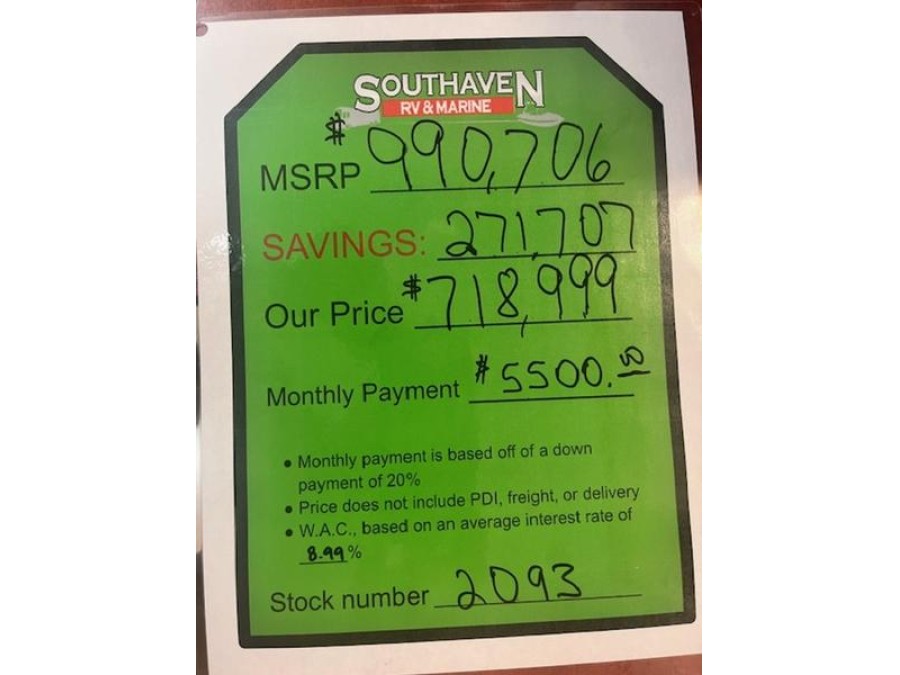 SOUTHAVEN
RV & MARINE
MSRP $990,706
SAVINGS: 271,707
Our Price $718,999
Monthly Payment $5500.50
• Monthly payment is based off of a down
payment of 20%
• Price does not include PDI, freight, or delivery
• W.A.C., based on an average interest rate of
8.99%
Stock number 2093